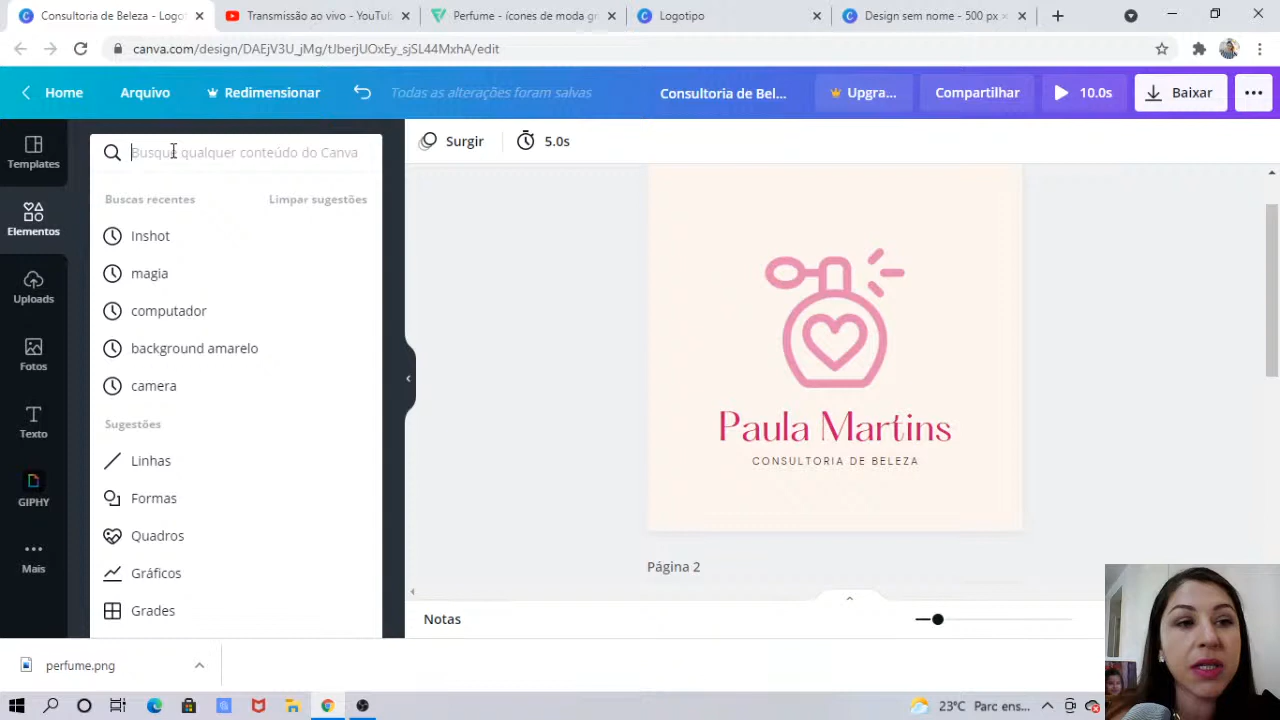 Consultoria de Beleza - Logot
Transmissão ao vivo - YouTub
Perfume - ícones de moda gr
Logotipo
Design sem nome - 500 px ×
canva.com/design/DAEjV3U_jMg/tJberjUOxEy_sjSL44MxhA/edit
Home
Arquivo
Redimensionar
Todas as alterações foram salvas
Consultoria de Bel...
Upgra...
Compartilhar
10.0s
Baixar
Templates
Elementos
Uploads
Fotos
Texto
GIPHY
Mais
Busque qualquer conteúdo do Canva
Buscas recentes
Limpar sugestões
Inshot
magia
computador
background amarelo
camera
Sugestões
Linhas
Formas
Quadros
Gráficos
Grades
Surgir
5.0s
Paula Martins
CONSULTORIA DE BELEZA
Página 2
Notas
perfume.png
23°C Parc ens...